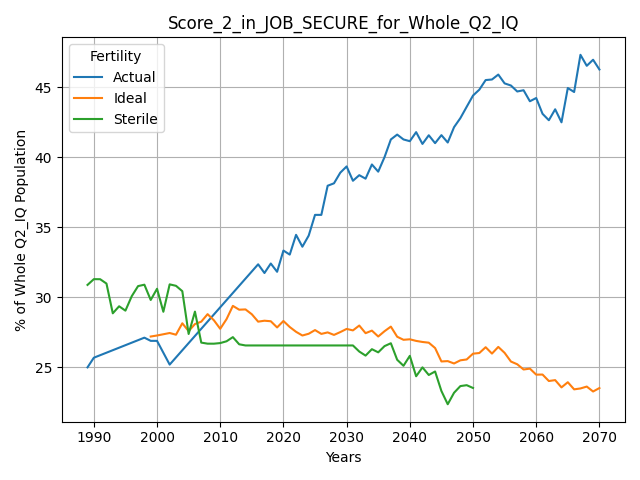 Score_2_in_JOB_SECURE_for_Whole_Q2_IQ
Fertility
Actual
Ideal
Sterile
% of Whole Q2_IQ Population
45
40
35
30
25
1990 2000 2010 2020 2030 2040 2050 2060 2070
Years